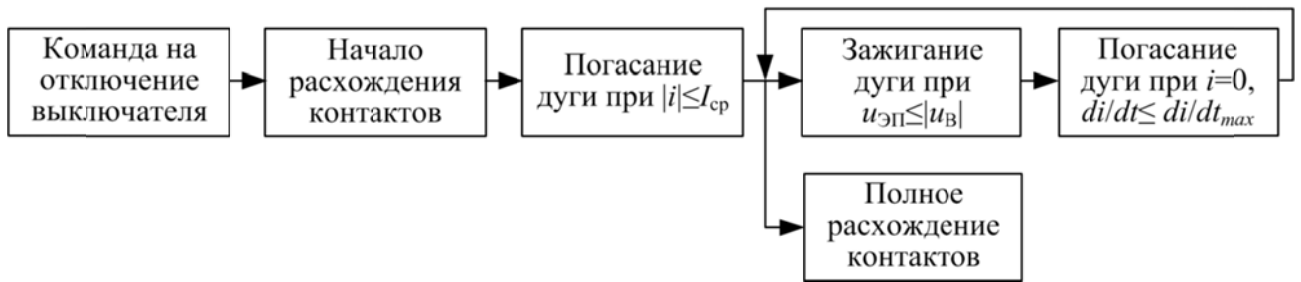 Команда на
отключение
выключателя
Начало
расхождения
контактов
Погасание
дуги при |i|≤Iср
Зажигание
дуги при
uЭП≤|uВ|
Погасание
дуги при i=0,
di/dt≤ di/dtmax
Полное
расхождение
контактов